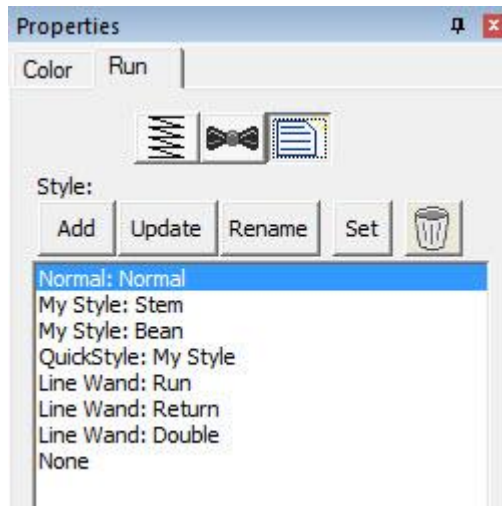 Properties
Color Run
Style:
Add Update Rename Set
Normal: Normal
My Style: Stem
My Style: Bean
QuickStyle: My Style
Line Wand: Run
Line Wand: Return
Line Wand: Double
None